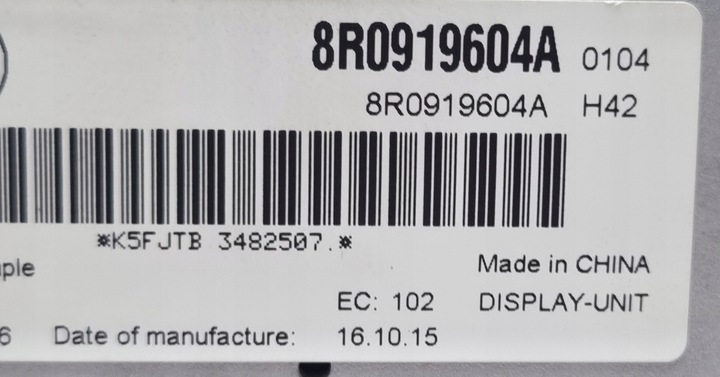 8R0919604A 0104
8R0919604A H42
*K5FJTB 3482507.*
Made in CHINA
EC: 102 DISPLAY-UNIT
Date of manufacture: 16.10.15